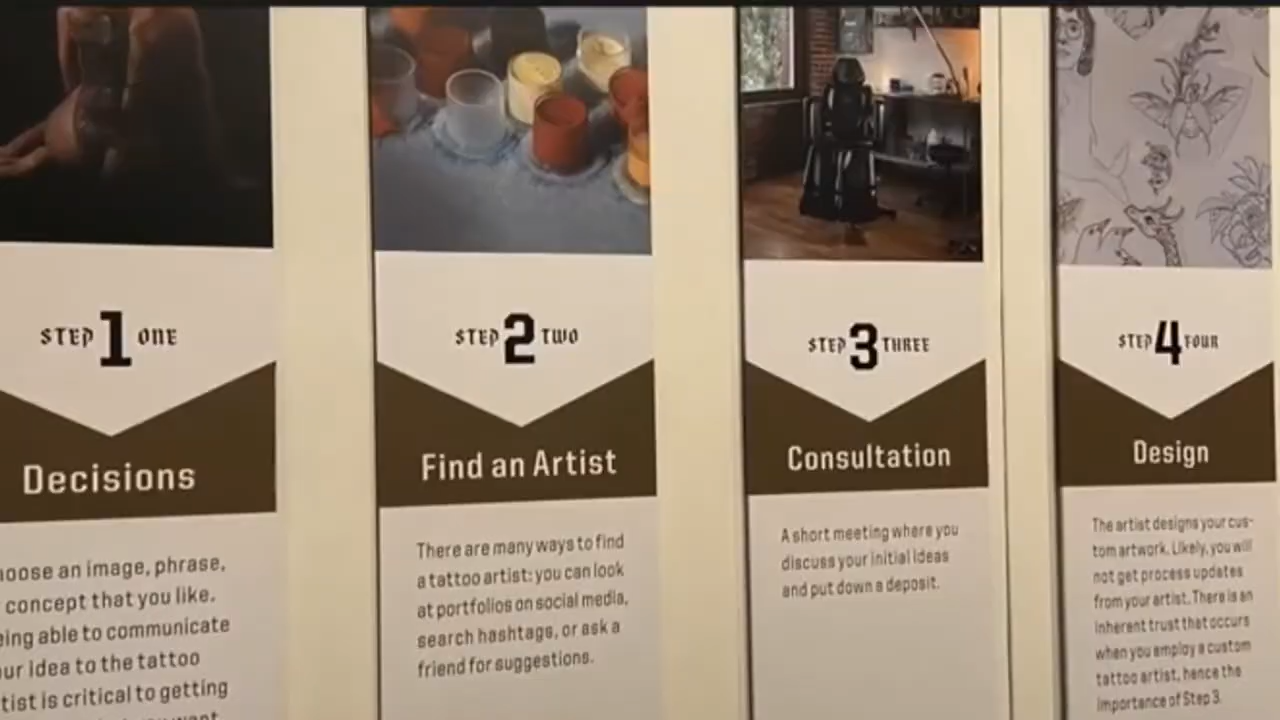 STEP 1 ONE
Decisions
hoose an image, phrase,
concept that you like.
eing able to communicate
ur idea to the tattoo
tist is critical to getting
want
STEP 2 TWO
Find an Artist
There are many ways to find
a tattoo artist: you can look
at portfolios on social media,
search hashtags, or ask a
friend for suggestions.
STEP 3 THREE
Consultation
A short meeting where you
discuss your initial ideas
and put down a deposit.
STEP 4 FOUR
Design
The artist designs your cus-
tom artwork. Likely, you will
not get process updates
from your artist. There is an
inherent trust that occurs
when you employ a custom
tattoo artist, hence the
importance of Step 3.